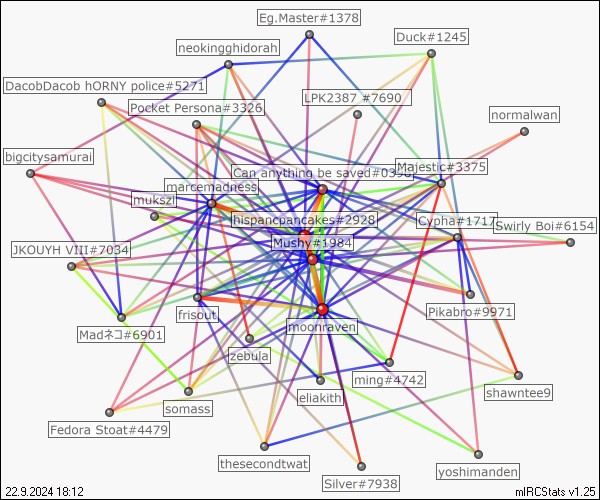 Eg.Master#1378
Duck#1245
neokingghidorah
DacobDacob hORNY police#5271
LPK2387 #7690
Pocket Persona#3326
normalwan
bigcitysamurai
Can anything be saved#0396
Majestic#3375
marcemadness
mukszi
hispancpancakes#2928
Cypha#1717
Swirly Boi#6154
Mushy#1984
JKOUYH VIII#7034
frisout
Pikabro#9971
moonraven
Madネコ#6901
zebula
ming#4742
shawntee9
eliakith
somass
Fedora Stoat#4479
thesecondtwat
yoshimanden
Silver#7938
22.9.2024 18:12
mIRCStats v1.25